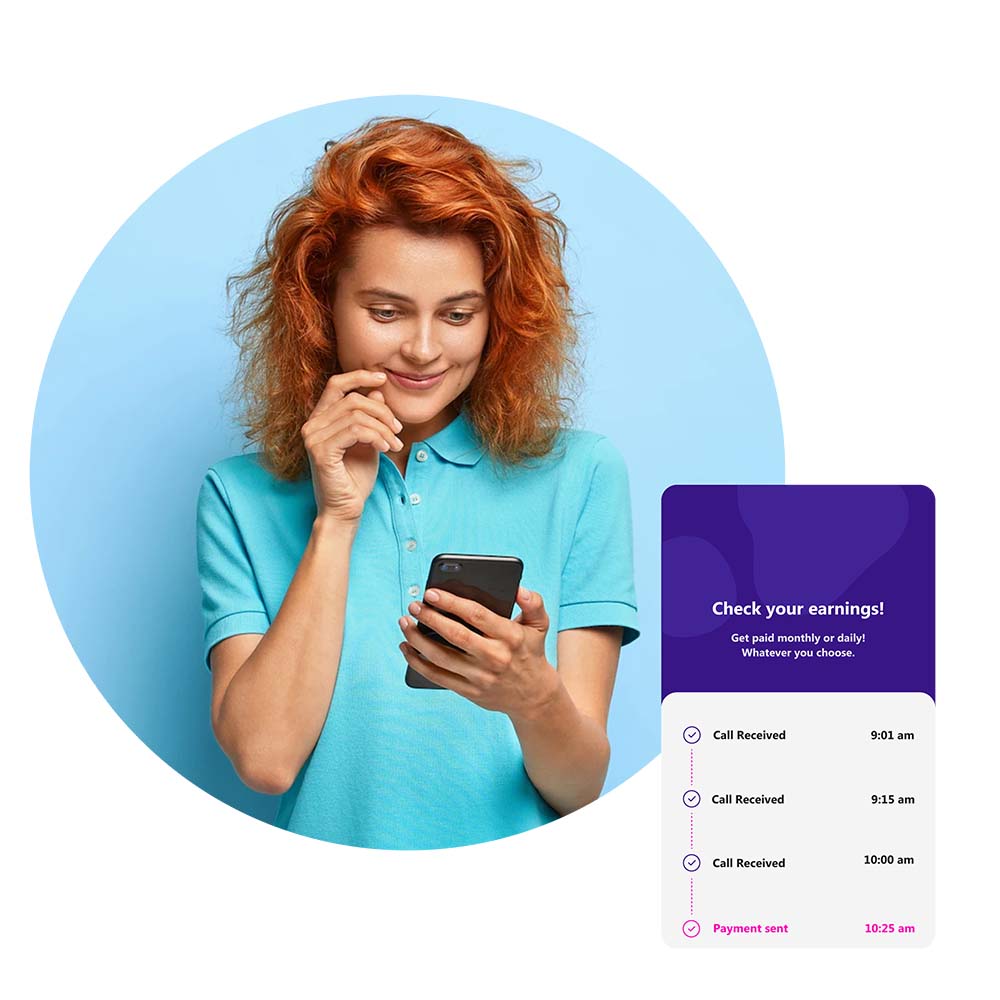 Check your earnings!
Get paid monthly or daily!
Whatever you choose.
Call Received 9:01 am
Call Received 9:15 am
Call Received 10:00 am
Payment sent 10:25 am